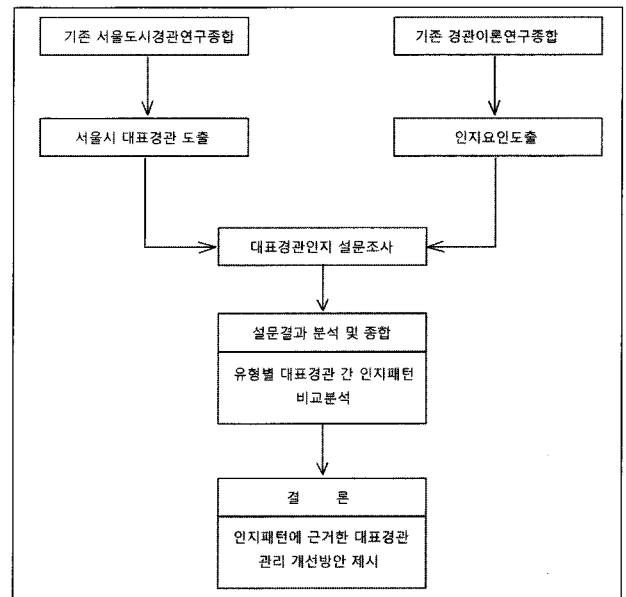 기존 서울도시경관연구종합
기존 경관이론연구종합
서울시 대표경관 도출
인지요인도출
대표경관인지 설문조사
설문결과 분석 및 종합
유형별 대표경관 간 인지패턴
비교분석
결 론
인지패턴에 근거한 대표경관
관리 개선방안 제시